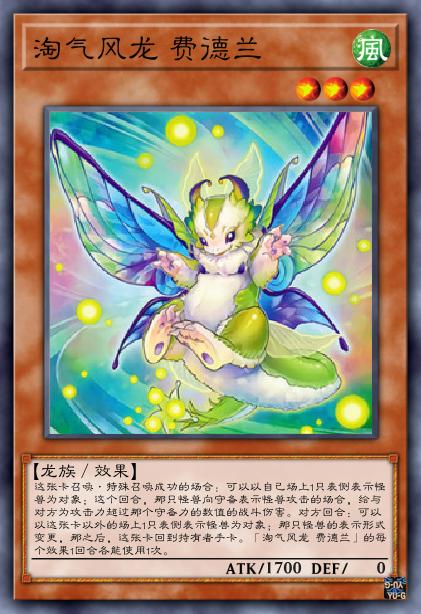 淘气风龙 费德兰
風
【龙族／效果】
这张卡召唤・特殊召唤成功的场合：可以以自己场上1只表侧表示怪
兽为对象；这个回合，那只怪兽向守备表示怪兽攻击的场合，给与
对方为攻击力超过那个守备力的数值的战斗伤害。对方回合：可以
以这张卡以外的场上1只表侧表示怪兽为对象；那只怪兽的表示形式
变更，那之后，这张卡回到持有者手卡。「淘气风龙 费德兰」的每
个效果1回合各能使用1次。
ATK/1700 DEF/ 0